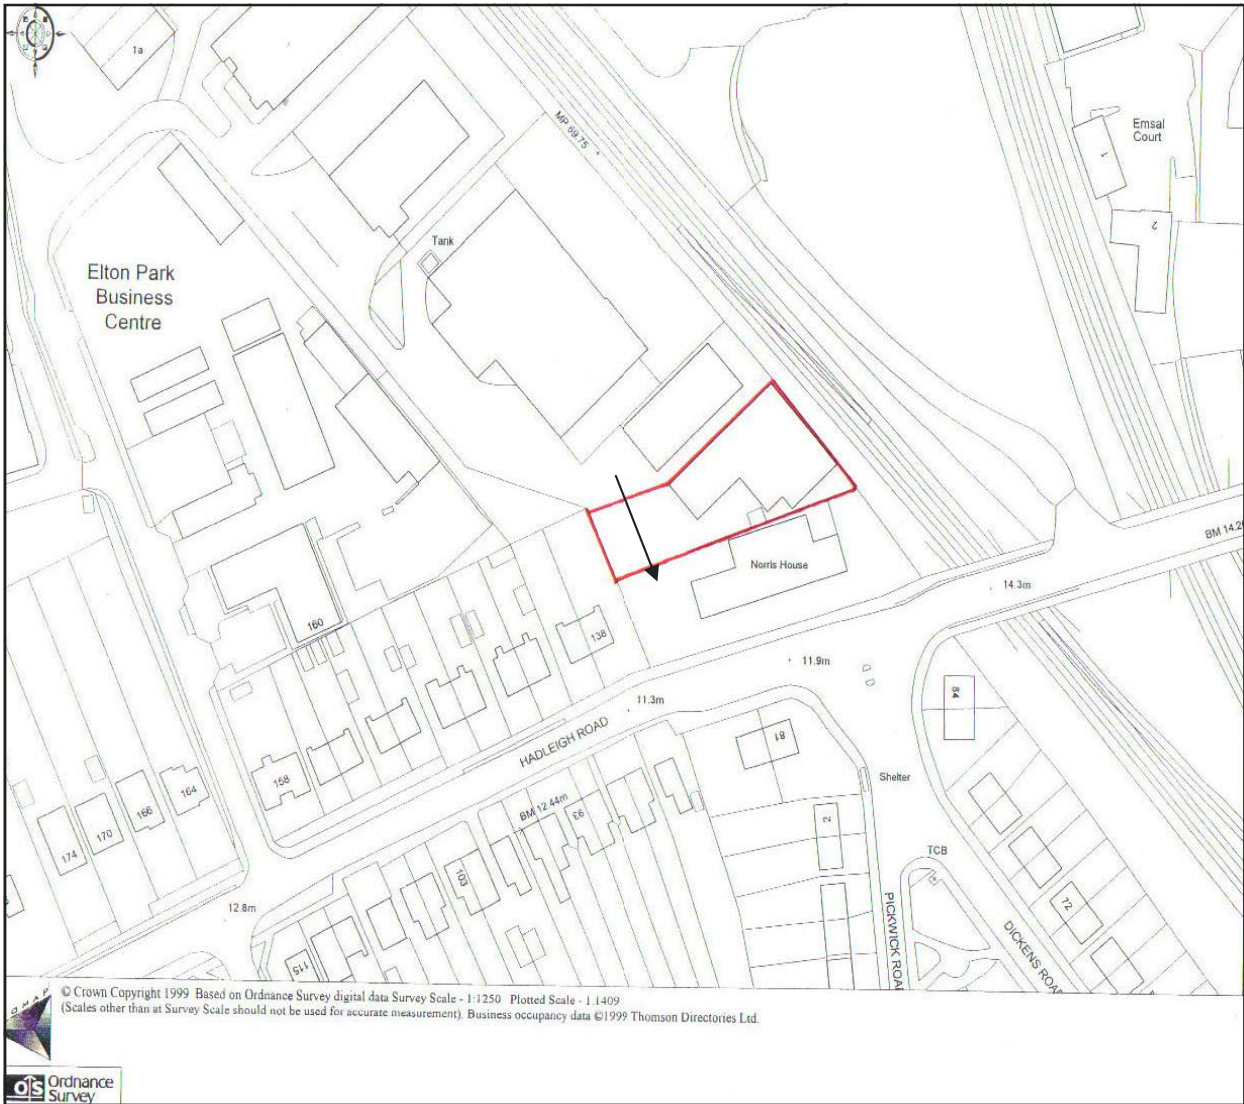 1a
MP 69.75
Emsal
Court
1
2
Tank
Elton Park
Business
Centre
Norris House
BM 14.2
14.3m
160
138
11.9m
11.3m
84
HADLEIGH ROAD
81
158
Shelter
164
166
170
174
BM 12.44m
93
2
103
TCB
72
12.8m
PICKWICK ROAD
DICKENS ROAD
115
OMAP
© Crown Copyright 1999 Based on Ordnance Survey digital data Survey Scale - 1:1250 Plotted Scale - 1.1409
(Scales other than at Survey Scale should not be used for accurate measurement). Business occupancy data ©1999 Thomson Directories Ltd.
OS Ordnance
Survey